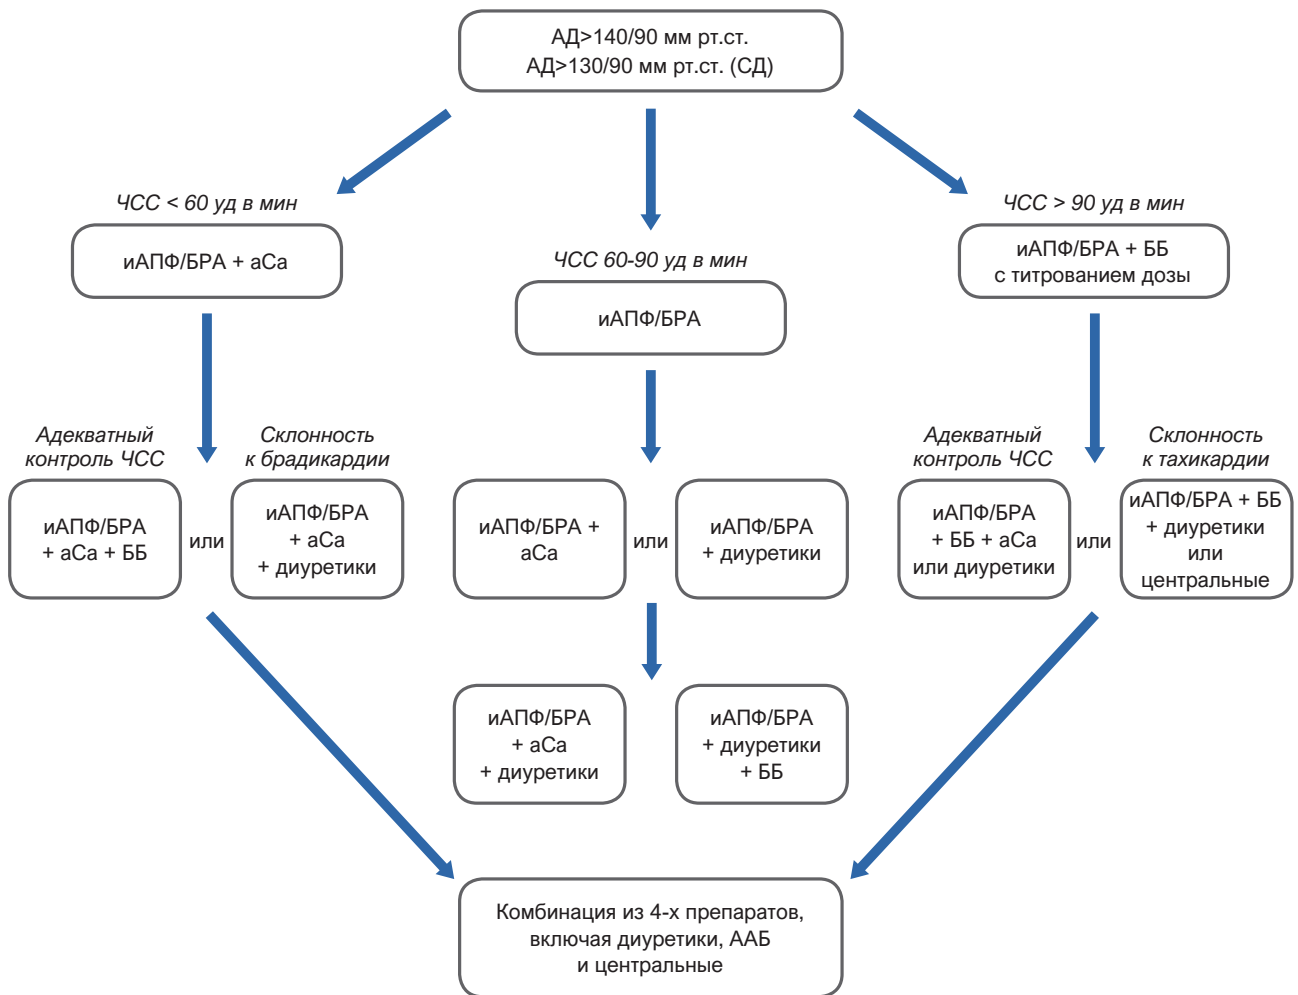 АД>140/90 мм рт.ст.
АД>130/90 мм рт.ст. (СД)
ЧСС < 60 уд в мин
иАПФ/БРА + аСа
ЧСС 60-90 уд в мин
иАПФ/БРА
ЧСС > 90 уд в мин
иАПФ/БРА + ББ
с титрованием дозы
Адекватный
контроль ЧСС
иАПФ/БРА
+ аСа + ББ
или
Склонность
к брадикардии
иАПФ/БРА
+ аСа
+ диуретики
иАПФ/БРА +
аСа
или
иАПФ/БРА
+ диуретики
Адекватный
контроль ЧСС
иАПФ/БРА
+ ББ + аСа
или диуретики
или
Склонность
к тахикардии
иАПФ/БРА + ББ
+ диуретики
или
центральные
иАПФ/БРА
+ аСа
+ диуретики
иАПФ/БРА
+ диуретики
+ ББ
Комбинация из 4-х препаратов,
включая диуретики, ААБ
и центральные